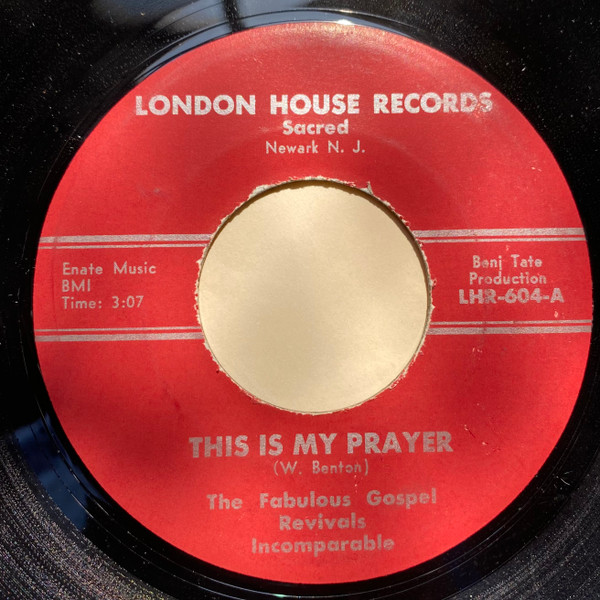 LONDON HOUSE RECORDS
Sacred
Newark N. J.
Enate Music
BMI
Time: 3:07
Benj Tate
Production
LHR-604-A
THIS IS MY PRAYER
(W. Benton)
The Fabulous Gospel
Revivals
Incomparable